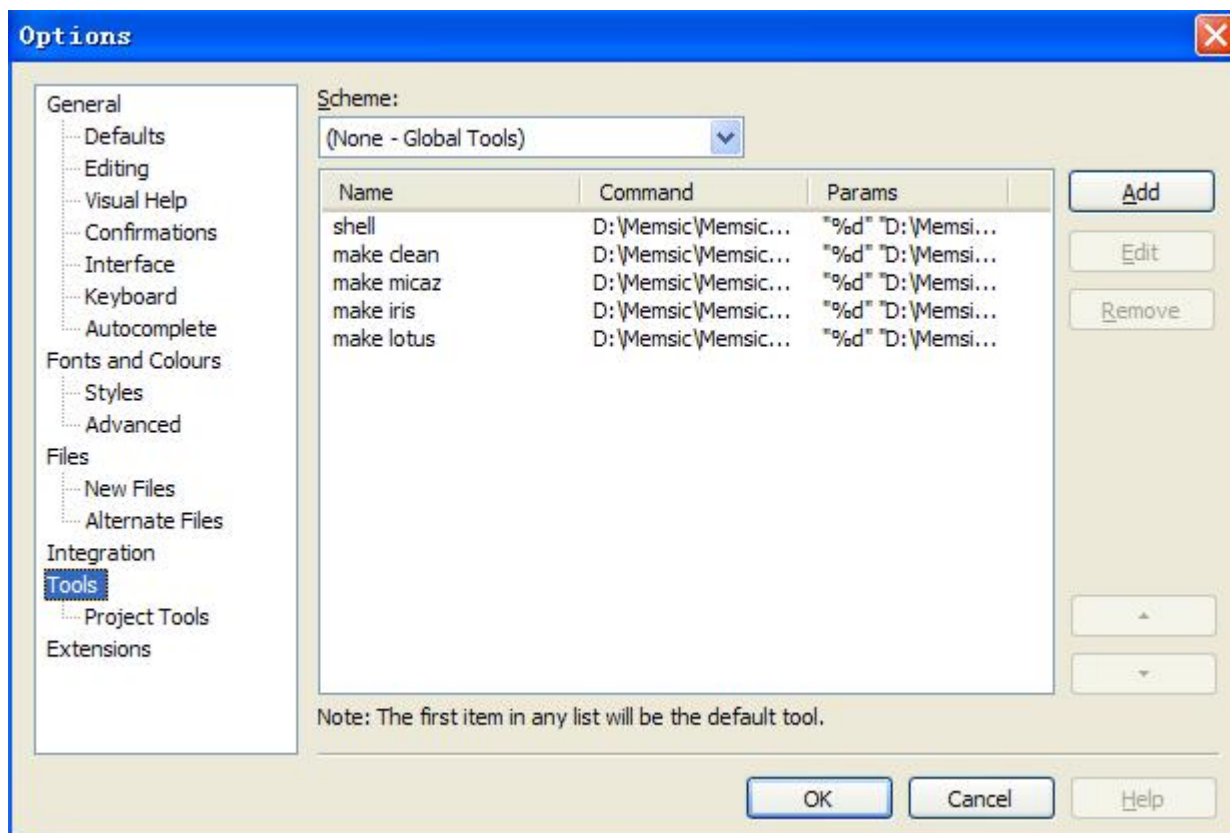 Options
General
Defaults
Editing
Visual Help
Confirmations
Interface
Keyboard
Autocomplete
Fonts and Colours
Styles
Advanced
Files
New Files
Alternate Files
Integration
Tools
Project Tools
Extensions
Scheme:
(None - Global Tools)
Name Command Params
shell D:\Memsic\Memsic... "%d" "D:\Memsi...
make clean D:\Memsic\Memsic... "%d" "D:\Memsi...
make micaz D:\Memsic\Memsic... "%d" "D:\Memsi...
make iris D:\Memsic\Memsic... "%d" "D:\Memsi...
make lotus D:\Memsic\Memsic... "%d" "D:\Memsi...
Add
Edit
Remove
Note: The first item in any list will be the default tool.
OK Cancel Help